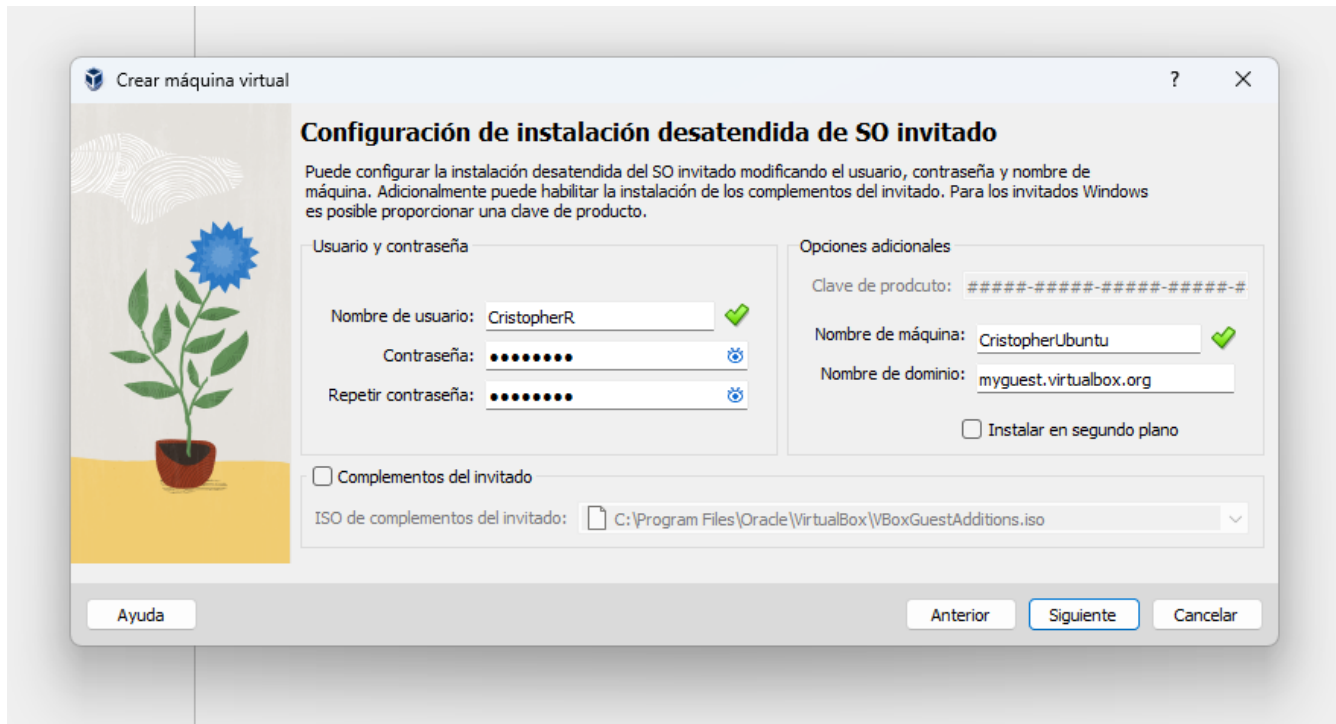 Crear máquina virtual
?
Configuración de instalación desatendida de SO invitado
Puede configurar la instalación desatendida del SO invitado modificando el usuario, contraseña y nombre de
máquina. Adicionalmente puede habilitar la instalación de los complementos del invitado. Para los invitados Windows
es posible proporcionar una clave de producto.
Usuario y contraseña
Nombre de usuario: CristopherR
Contraseña: ●●●●●●●●
Repetir contraseña: ●●●●●●●●
Opciones adicionales
Clave de prodcuto: #####-#####-#####-#####-#
Nombre de máquina: CristopherUbuntu
Nombre de dominio: myguest.virtualbox.org
Instalar en segundo plano
Complementos del invitado
ISO de complementos del invitado: C:\Program Files\Oracle\VirtualBox\VBoxGuestAdditions.iso
Ayuda
Anterior
Siguiente
Cancelar